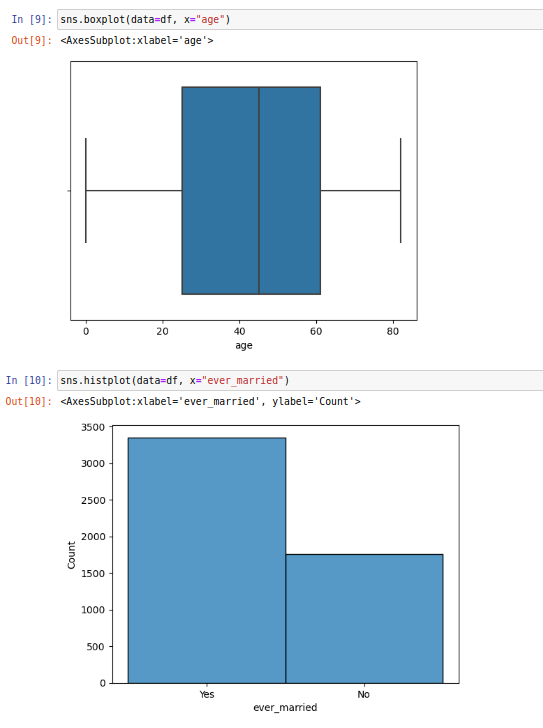 In [9]: sns.boxplot(data=df, x="age")
Out[9]: <AxesSubplot:xlabel='age'>
0 20 40 60 80
age
In [10]: sns.histplot(data=df, x="ever_married")
Out[10]: <AxesSubplot:xlabel='ever_married', ylabel='Count'>
3500
3000
2500
2000
Count
1500
1000
500
0
Yes No
ever_married